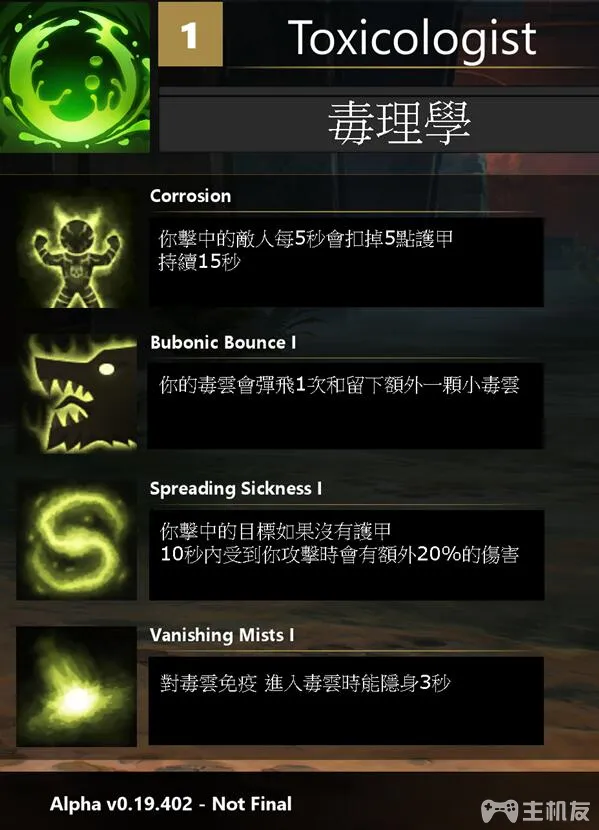 1
Toxicologist
毒理學
Corrosion
你擊中的敵人每5秒會扣掉5點護甲
持續15秒
Bubonic Bounce I
你的毒雲會彈飛1次和留下額外一顆小毒雲
Spreading Sickness I
你擊中的目標如果沒有護甲
10秒內受到你攻擊時會有額外20%的傷害
Vanishing Mists I
對毒雲免疫 進入毒雲時能隱身3秒
Alpha v0.19.402 - Not Final
主机友